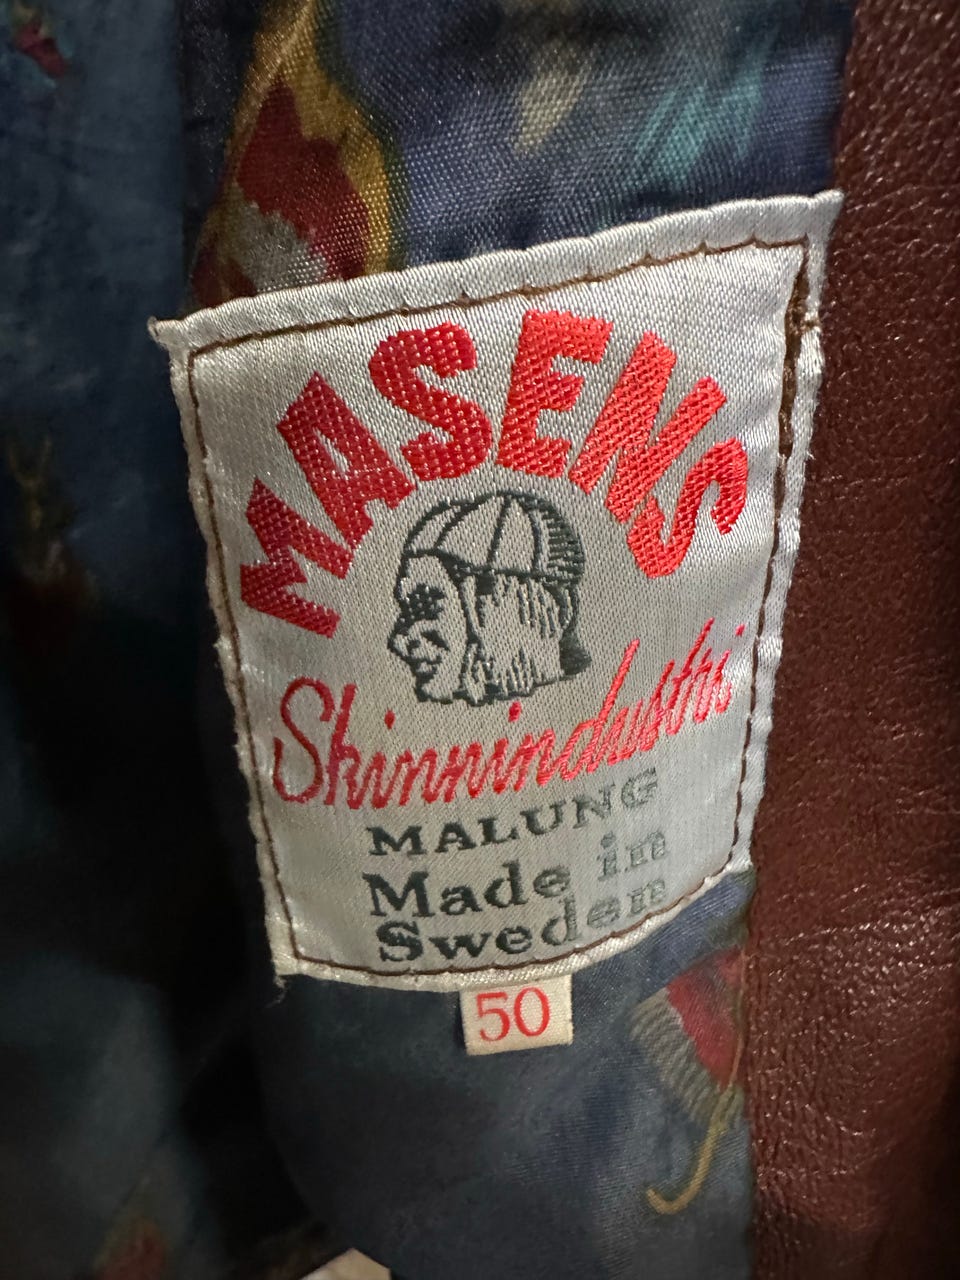 MASENS
Skinnindustri
MALUNG
Made in
Sweden
50